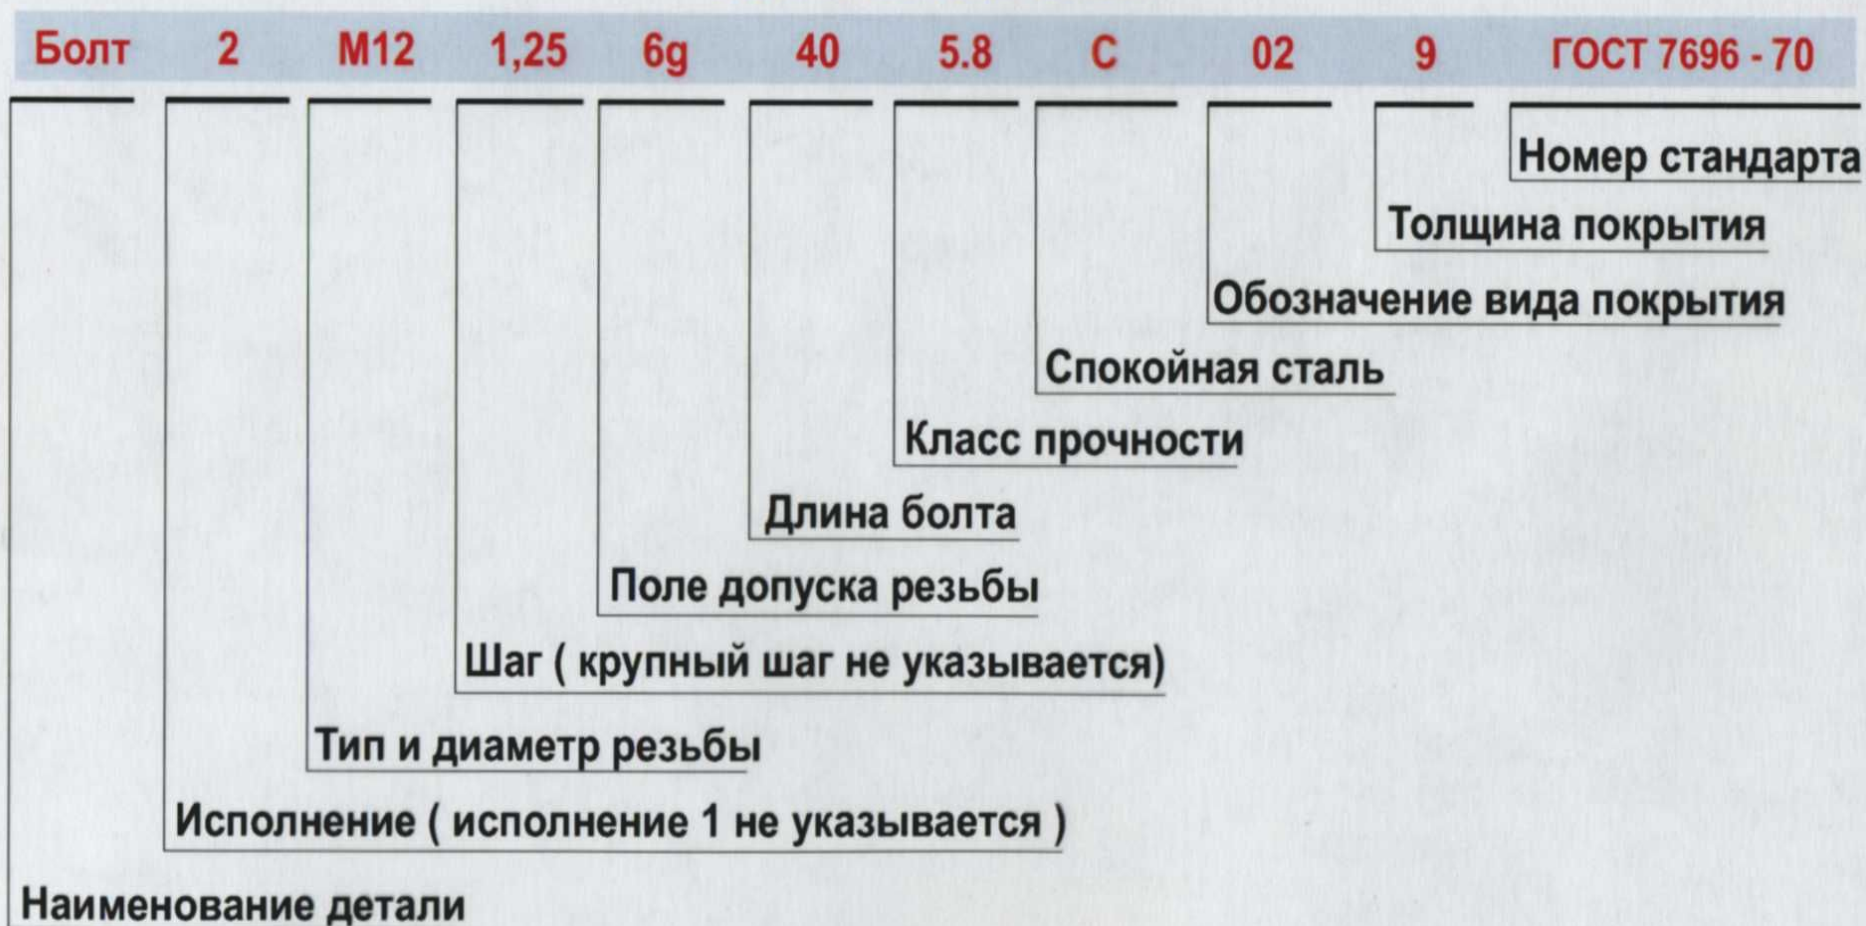 Болт 2 М12 1,25 6g 40 5.8 С 02 9 ГОСТ 7696 - 70
Номер стандарта
Толщина покрытия
Обозначение вида покрытия
Спокойная сталь
Класс прочности
Длина болта
Поле допуска резьбы
Шаг ( крупный шаг не указывается)
Тип и диаметр резьбы
Исполнение ( исполнение 1 не указывается )
Наименование детали